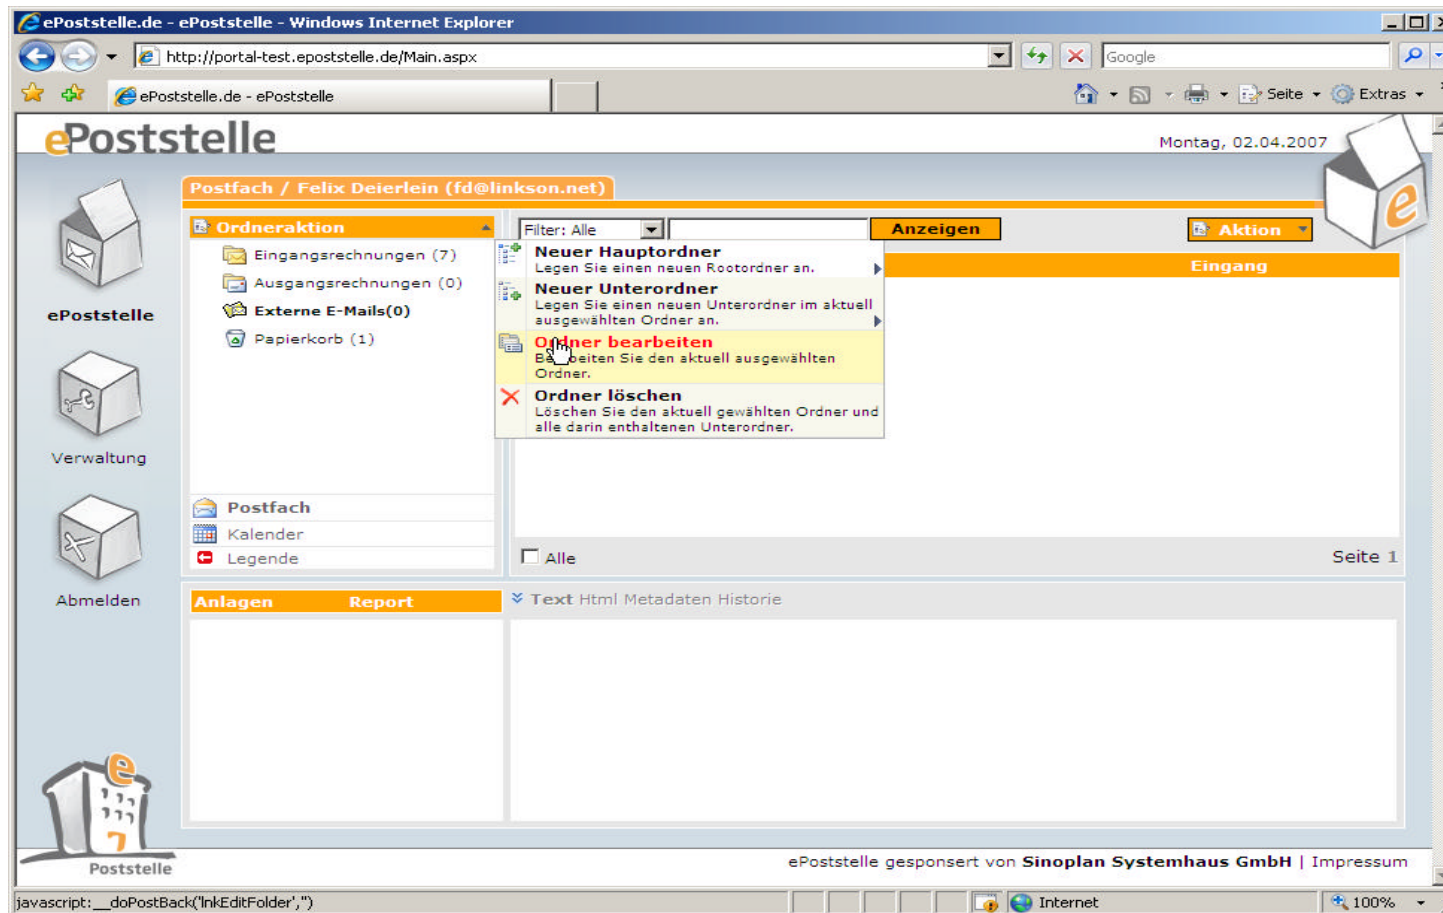 ePoststelle.de - ePoststelle - Windows Internet Explorer
http://portal-test.epoststelle.de/Main.aspx
Google
ePoststelle.de - ePoststelle
Seite
Extras
ePoststelle
Montag, 02.04.2007
Postfach / Felix Deierlein (fd@linkson.net)
Ordneraktion
Filter: Alle
Anzeigen
Aktion
Eingangsrechnungen (7)
Ausgangsrechnungen (0)
Externe E-Mails(0)
Papierkorb (1)
Neuer Hauptordner
Legen Sie einen neuen Rootordner an.
Neuer Unterordner
Legen Sie einen neuen Unterordner im aktuell
ausgewählten Ordner an.
Ordner bearbeiten
Bearbeiten Sie den aktuell ausgewählten
Ordner.
Ordner löschen
Löschen Sie den aktuell gewählten Ordner und
alle darin enthaltenen Unterordner.
Eingang
ePoststelle
Verwaltung
Abmelden
Postfach
Kalender
Legende
Alle
Seite 1
Anlagen Report
Text Html Metadaten Historie
Poststelle
ePoststelle gesponsert von Sinoplan Systemhaus GmbH | Impressum
javascript:__doPostBack('lnkEditFolder','')
Internet
100%